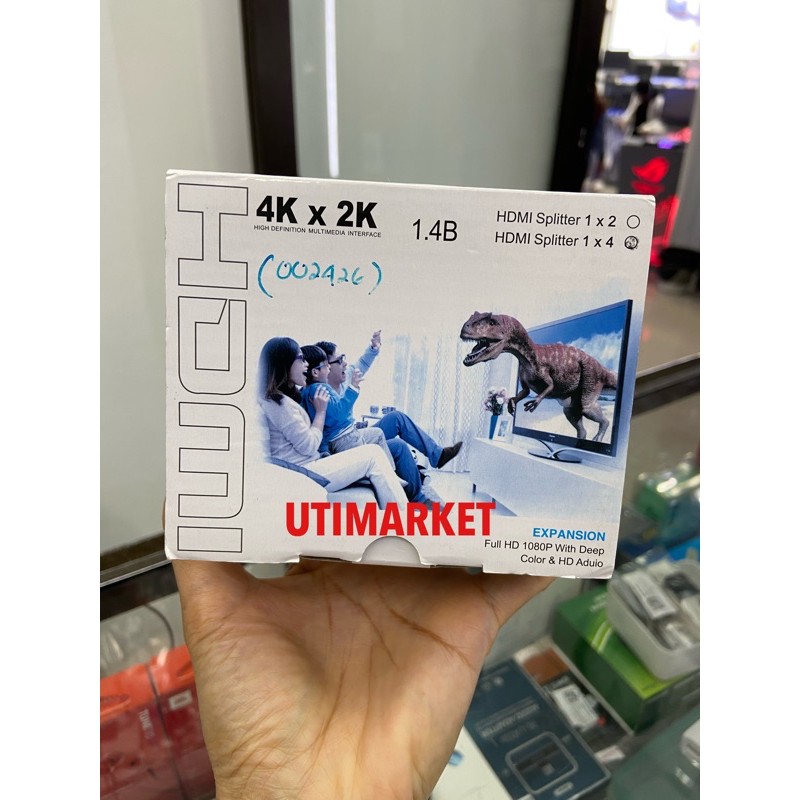 HDMI
4K x 2K
HIGH DEFINITION MULTIMEDIA INTERFACE
1.4B
HDMI Splitter 1 x 2
HDMI Splitter 1 x 4
(002426)
UTIMARKET
EXPANSION
Full HD 1080P With Deep
Color & HD Aduio